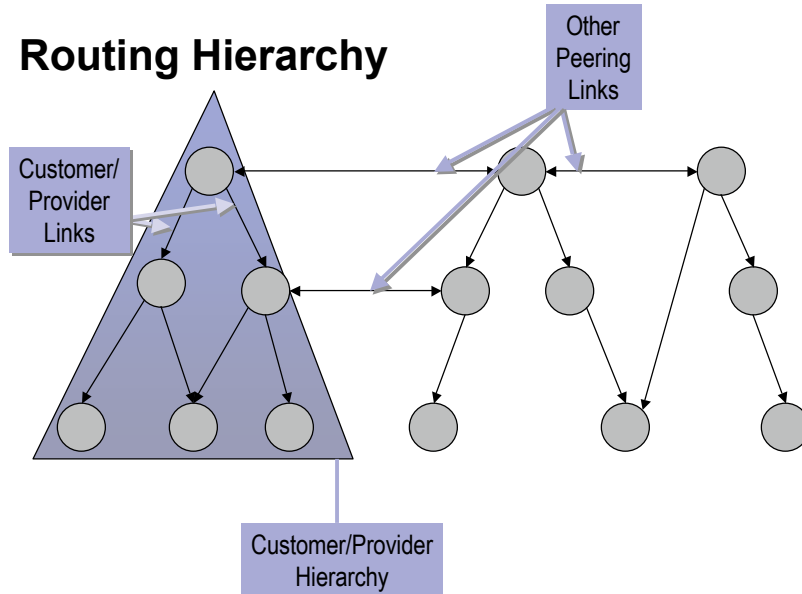 Routing Hierarchy
Other
Peering
Links
Customer/
Provider
Links
Customer/Provider
Hierarchy